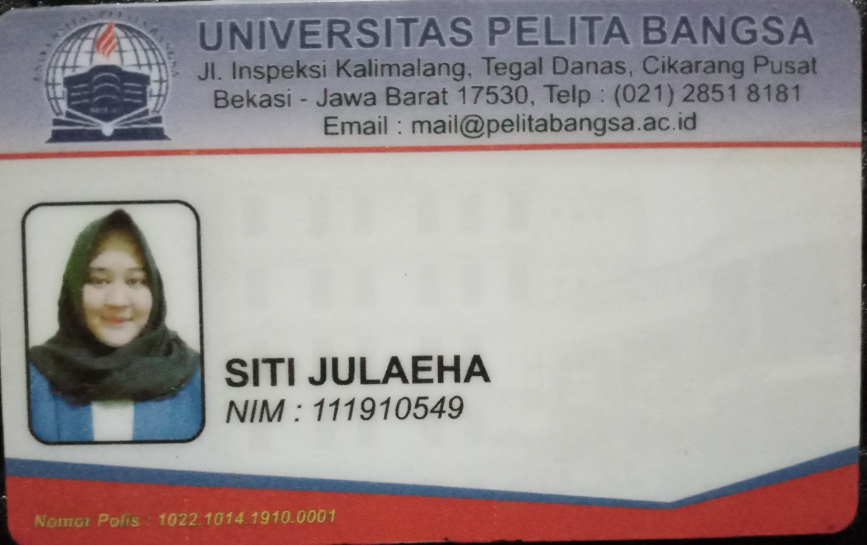 UNIVERSITAS PELITA BANGSA
Jl. Inspeksi Kalimalang, Tegal Danas, Cikarang Pusat
Bekasi - Jawa Barat 17530, Telp : (021) 2851 8181
Email : mail@pelitabangsa.ac.id
SITI JULAEHA
NIM : 111910549
Nomor Polis : 1022.1014.1910.0001